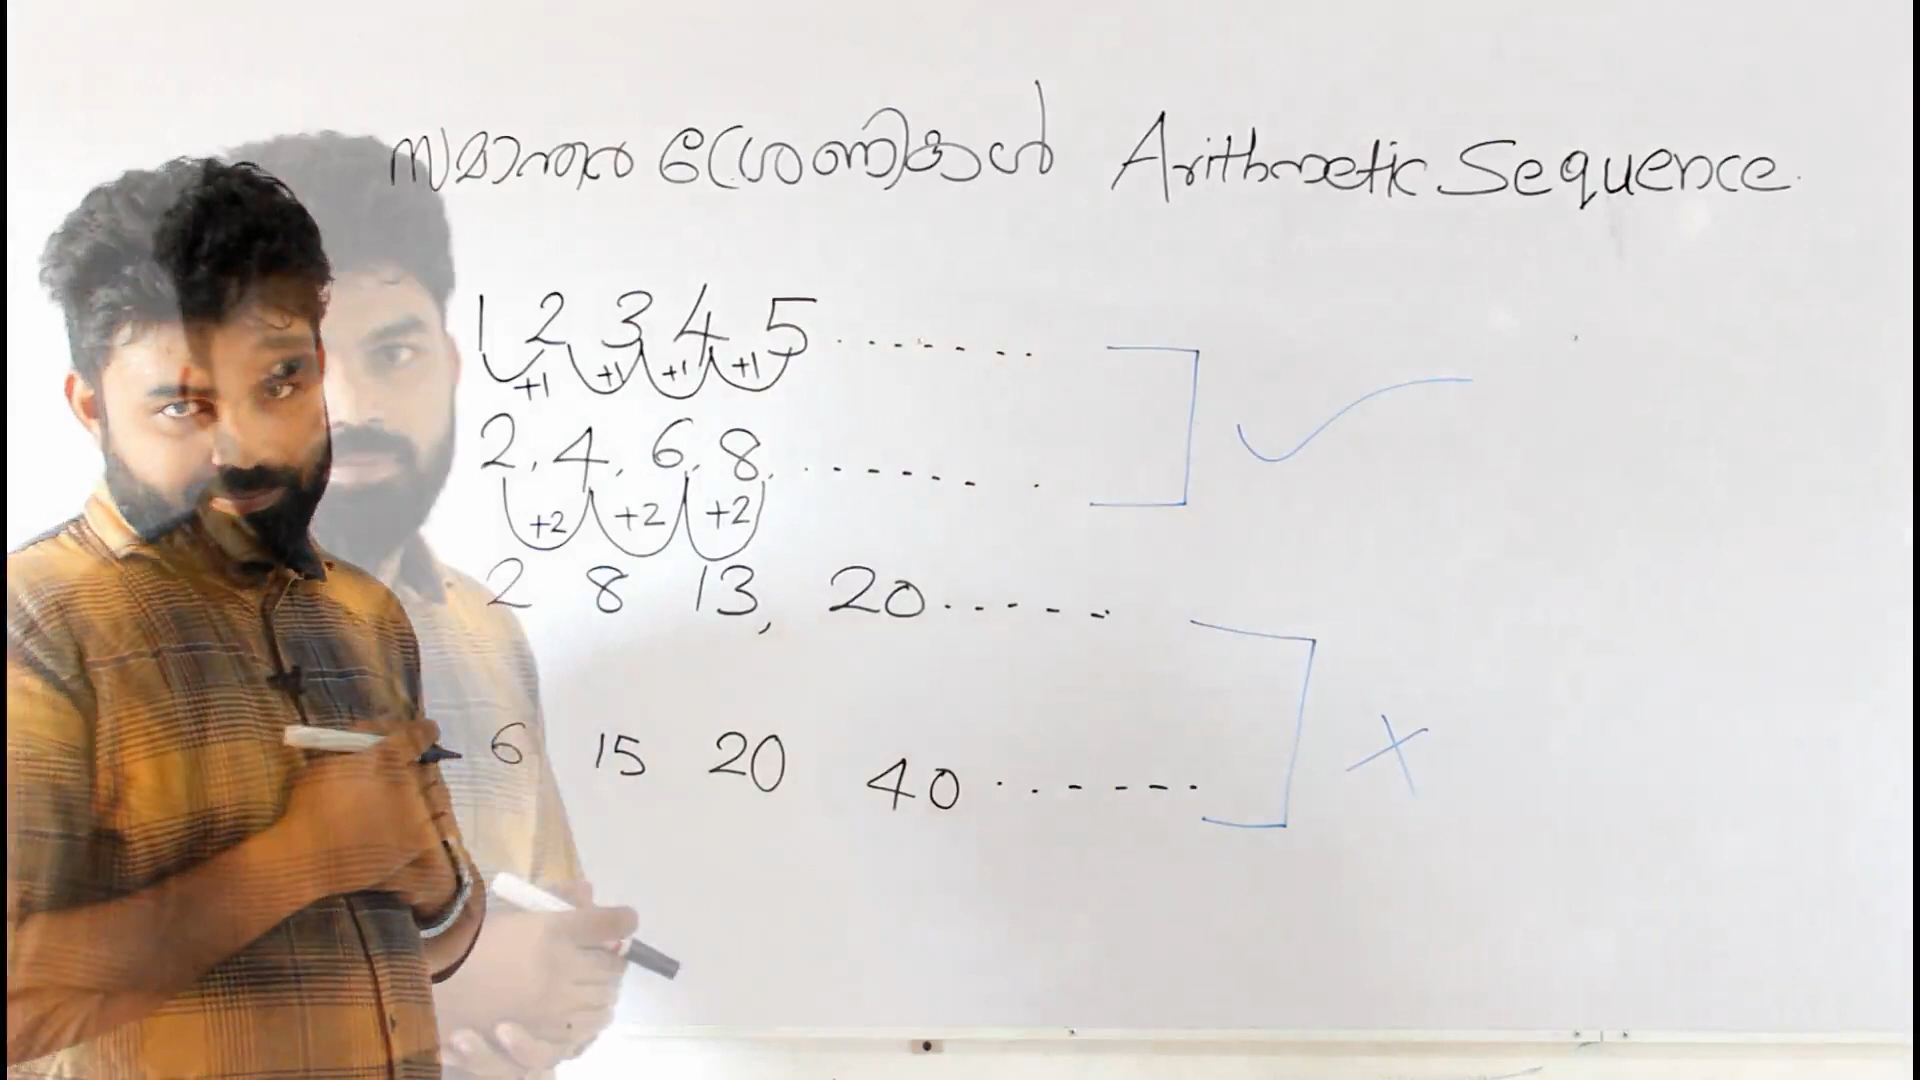 സമാന്തര ശ്രേണികൾ Arithmetic Sequence
1 2 3 4 5 ..........
+1 +1 +1 +1
2, 4, 6, 8, ..........
+2 +2 +2
2 8 13, 20 ......
6 15 20 40 .......